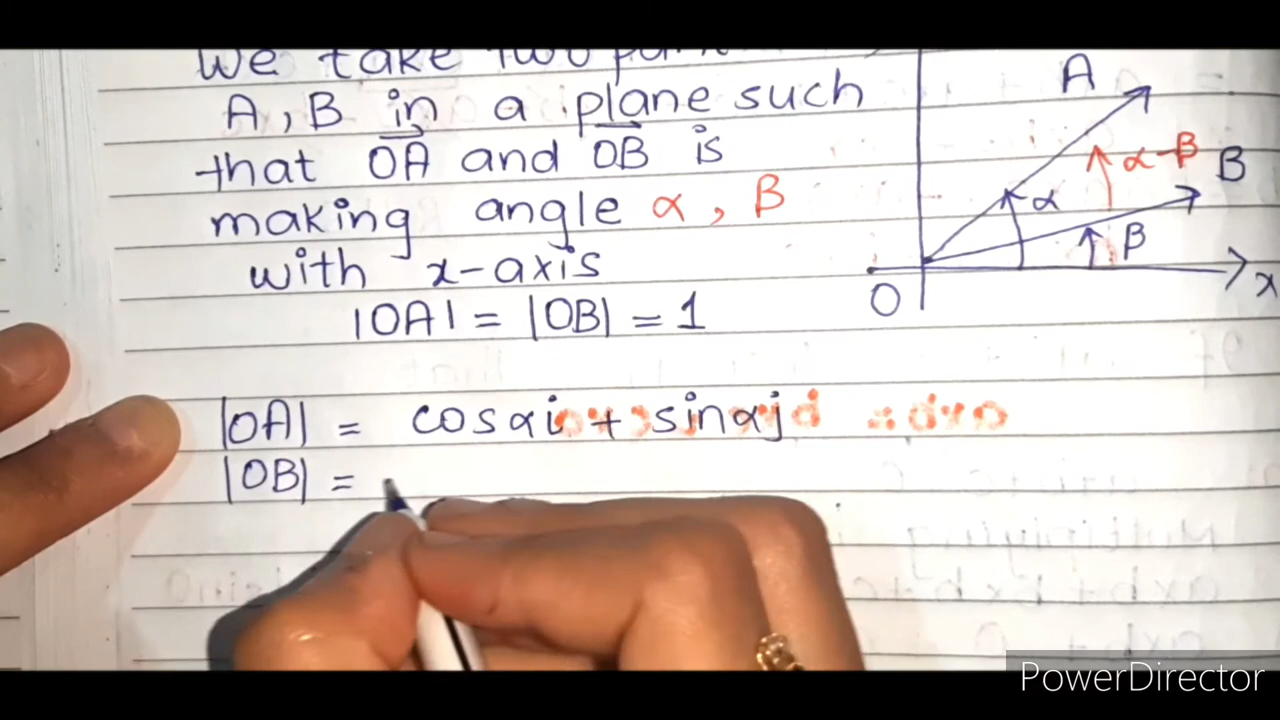 We take two
A, B in a plane such
that OA and OB is
making angle α, β
with x-axis
|OA| = |OB| = 1
|OA| = cosαi + sinαj
|OB| =
A
α-β
B
α
β
O
x
PowerDirector